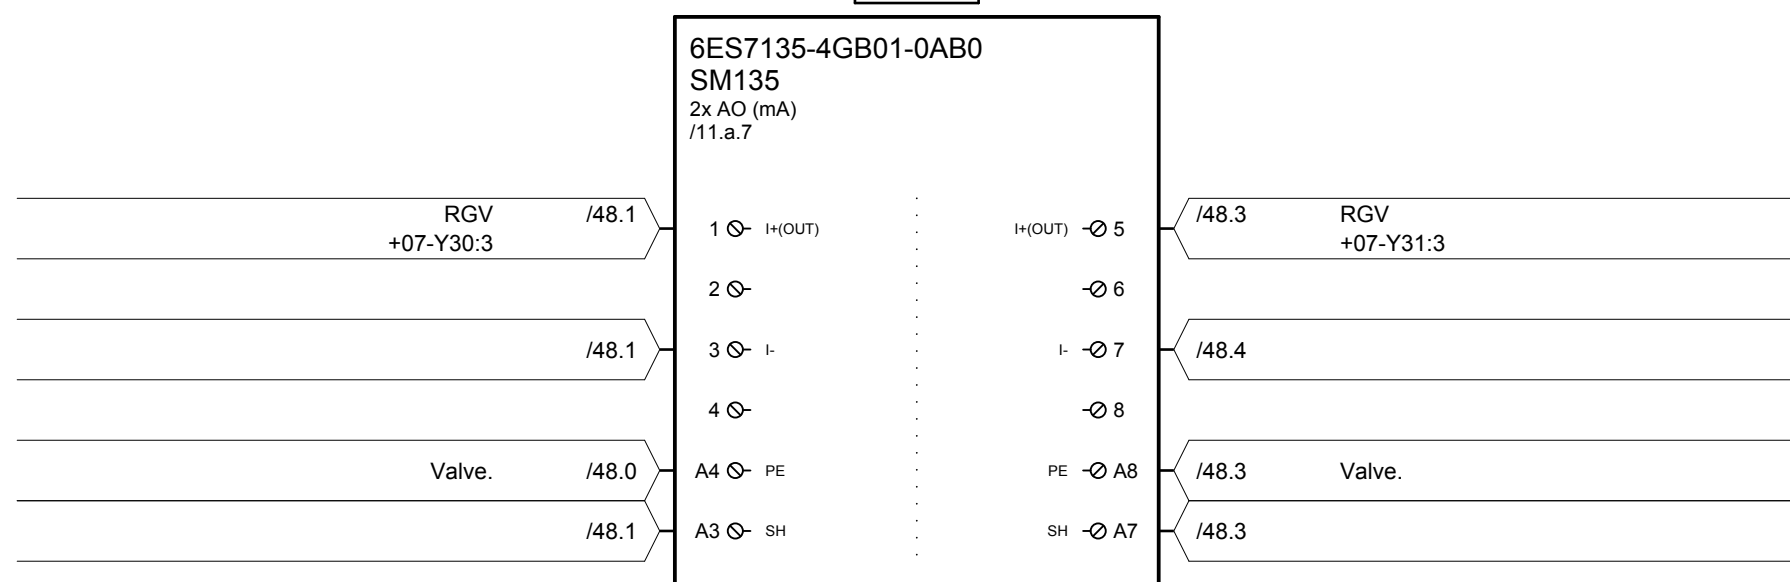 6ES7135-4GB01-0AB0
SM135
2x AO (mA)
/11.a.7
RGV /48.1 1 I+(OUT) I+(OUT) 5 /48.3 RGV
+07-Y30:3 +07-Y31:3
2 6
/48.1 3 I- I- 7 /48.4
4 8
Valve. /48.0 A4 PE PE A8 /48.3 Valve.
/48.1 A3 SH SH A7 /48.3